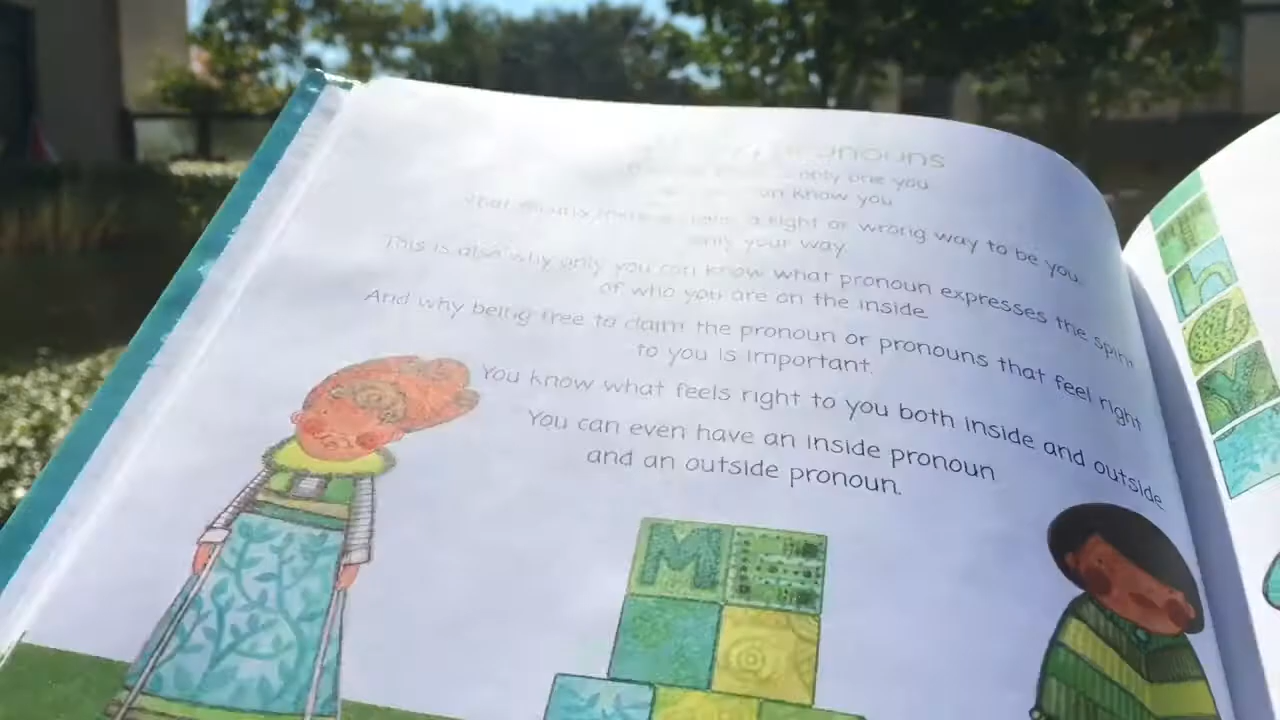 only one you
know you
a right or wrong way to be you.
only your way.
This is also why only you can know what pronoun expresses the spirit
of who you are on the inside.
And why being free to claim the pronoun or pronouns that feel right
to you is important.
You know what feels right to you both inside and outside
You can even have an inside pronoun
and an outside pronoun.
M E
h
e
y